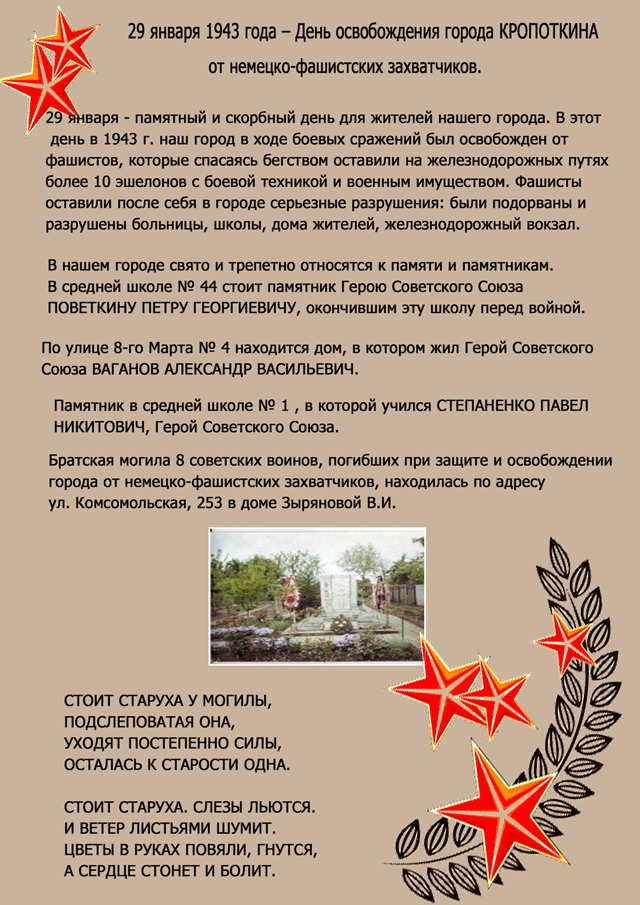 29 января 1943 года – День освобождения города КРОПОТКИНА
от немецко-фашистских захватчиков.
29 января - памятный и скорбный день для жителей нашего города. В этот
день в 1943 г. наш город в ходе боевых сражений был освобожден от
фашистов, которые спасаясь бегством оставили на железнодорожных путях
более 10 эшелонов с боевой техникой и военным имуществом. Фашисты
оставили после себя в городе серьезные разрушения: были подорваны и
разрушены больницы, школы, дома жителей, железнодорожный вокзал.
В нашем городе свято и трепетно относятся к памяти и памятникам.
В средней школе № 44 стоит памятник Герою Советского Союза
ПОВЕТКИНУ ПЕТРУ ГЕОРГИЕВИЧУ, окончившим эту школу перед войной.
По улице 8-го Марта № 4 находится дом, в котором жил Герой Советского
Союза ВАГАНОВ АЛЕКСАНДР ВАСИЛЬЕВИЧ.
Памятник в средней школе № 1 , в которой учился СТЕПАНЕНКО ПАВЕЛ
НИКИТОВИЧ, Герой Советского Союза.
Братская могила 8 советских воинов, погибших при защите и освобождении
города от немецко-фашистских захватчиков, находилась по адресу
ул. Комсомольская, 253 в доме Зыряновой В.И.
СТОИТ СТАРУХА У МОГИЛЫ,
ПОДСЛЕПОВАТАЯ ОНА,
УХОДЯТ ПОСТЕПЕННО СИЛЫ,
ОСТАЛАСЬ К СТАРОСТИ ОДНА.
СТОИТ СТАРУХА. СЛЕЗЫ ЛЬЮТСЯ.
И ВЕТЕР ЛИСТЬЯМИ ШУМИТ.
ЦВЕТЫ В РУКАХ ПОВЯЛИ, ГНУТСЯ,
А СЕРДЦЕ СТОНЕТ И БОЛИТ.